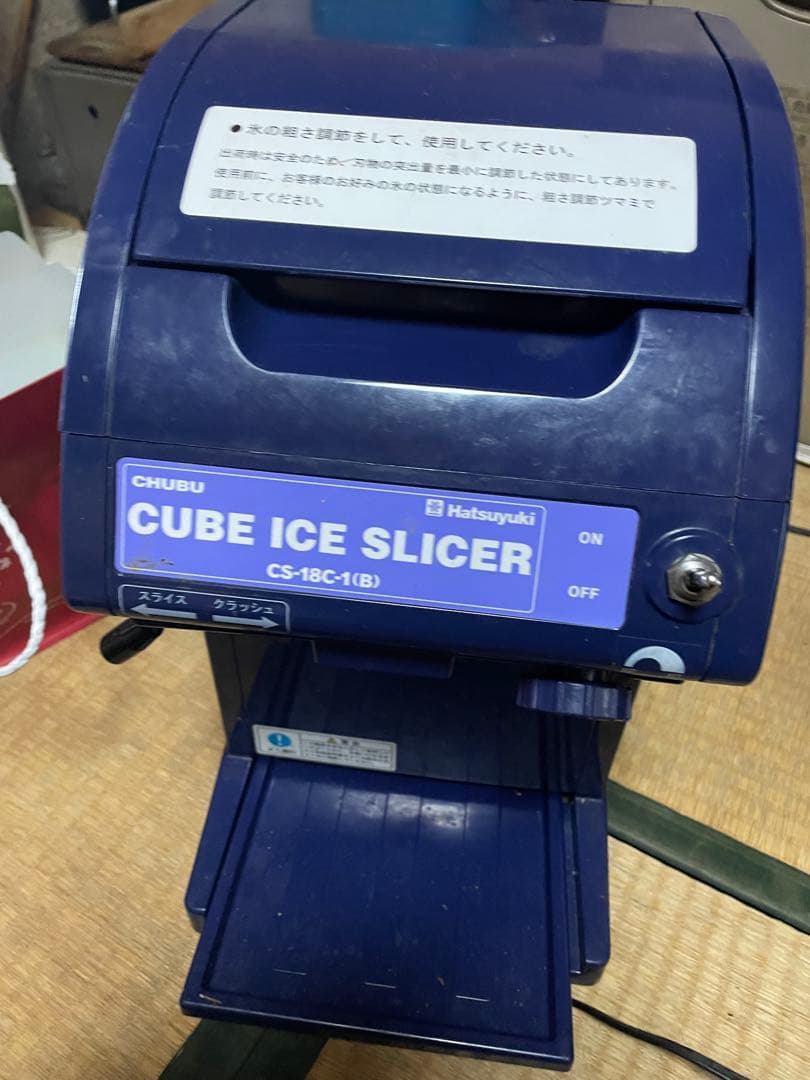 ●氷の粗さ調節をして、使用してください。
出荷時は安全のため、刃物の突出量を最小に調節した状態にしてあります。
使用前に、お客様のお好みの氷の状態になるように、粗さ調節ツマミで
調節してください。
CHUBU
Hatsuyuki
CUBE ICE SLICER
CS-18C-1(B)
ON
OFF
スライス クラッシュ